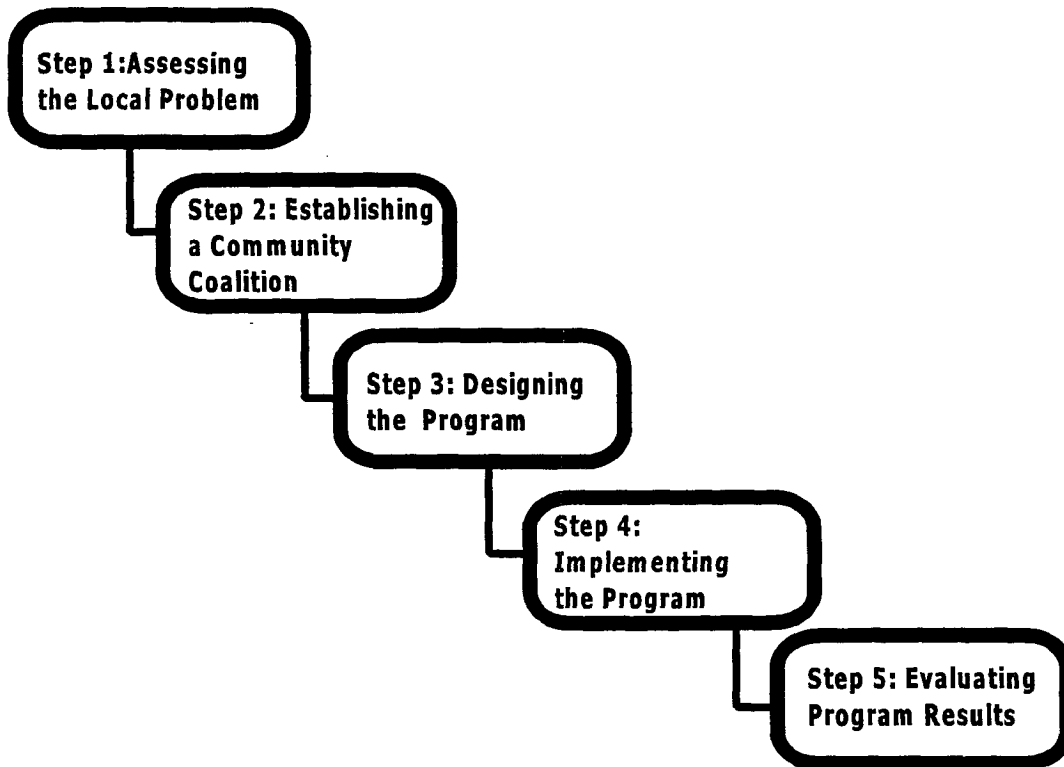 Step 1:Assessing
the Local Problem
Step 2: Establishing
a Community
Coalition
Step 3: Designing
the Program
Step 4:
Implementing
the Program
Step 5: Evaluating
Program Results